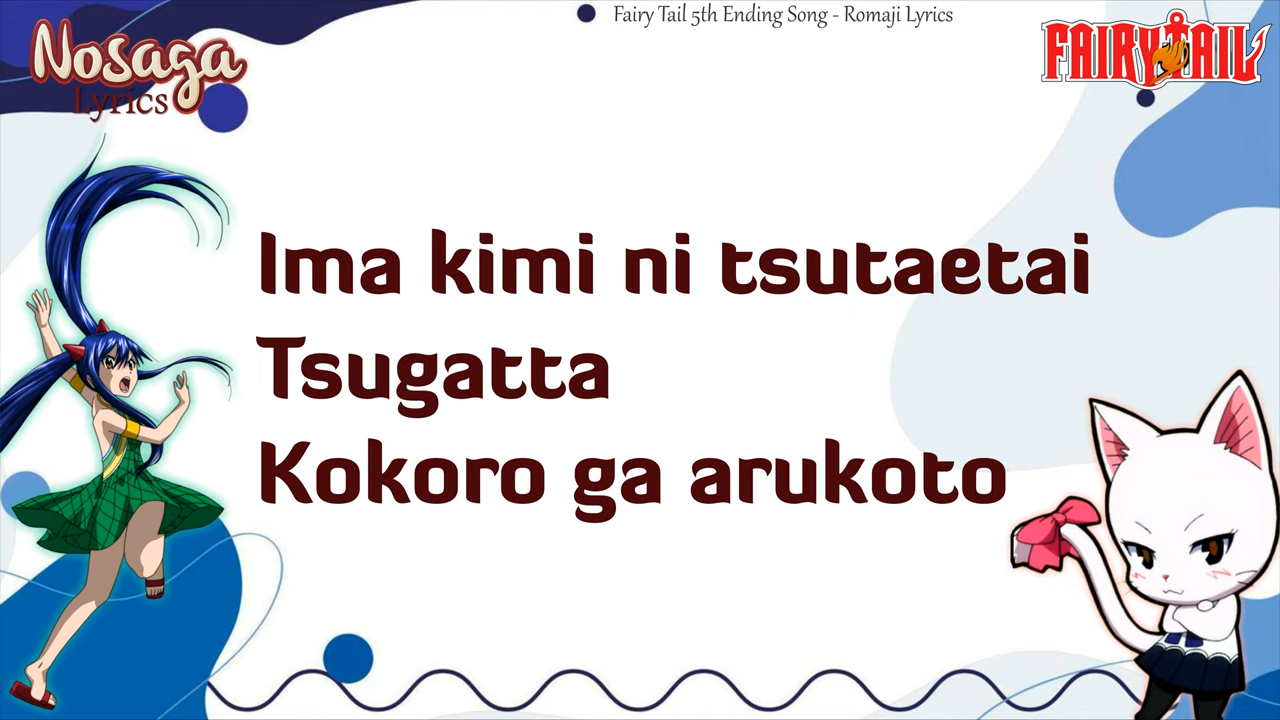 Fairy Tail 5th Ending Song - Romaji Lyrics
Nosaga
Lyrics
FAIRY TAIL
Ima kimi ni tsutaetai
Tsugatta
Kokoro ga arukoto